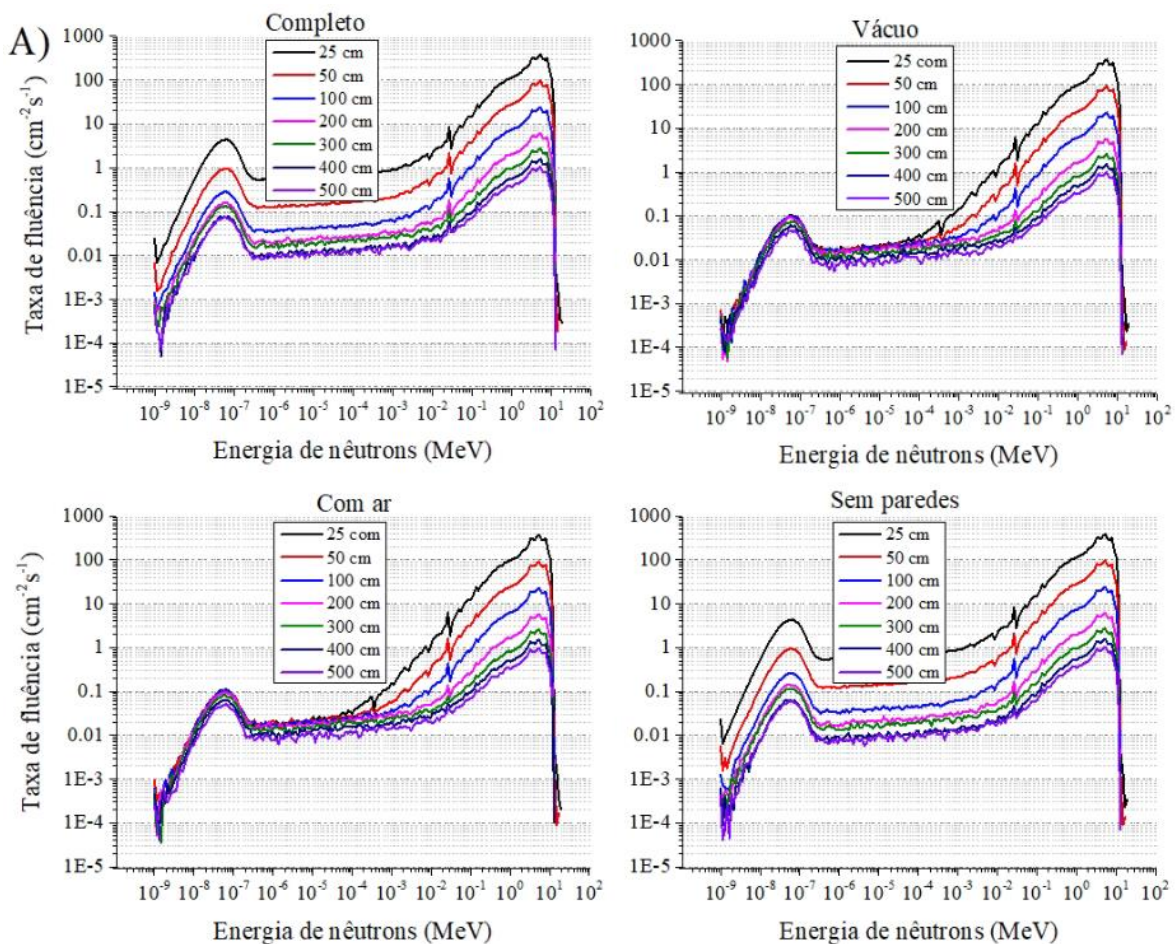 A)
Completo
Taxa de fluência (cm⁻²s⁻¹)
1000
100
10
1
0.1
0.01
1E-3
1E-4
1E-5
25 cm
50 cm
100 cm
200 cm
300 cm
400 cm
500 cm
10⁻⁹ 10⁻⁸ 10⁻⁷ 10⁻⁶ 10⁻⁵ 10⁻⁴ 10⁻³ 10⁻² 10⁻¹ 10⁰ 10¹ 10²
Energia de nêutrons (MeV)
Vácuo
1000
100
10
1
0.1
0.01
1E-3
1E-4
1E-5
25 com
50 cm
100 cm
200 cm
300 cm
400 cm
500 cm
10⁻⁹ 10⁻⁸ 10⁻⁷ 10⁻⁶ 10⁻⁵ 10⁻⁴ 10⁻³ 10⁻² 10⁻¹ 10⁰ 10¹ 10²
Energia de nêutrons (MeV)
Com ar
Taxa de fluência (cm⁻²s⁻¹)
1000
100
10
1
0.1
0.01
1E-3
1E-4
1E-5
25 com
50 cm
100 cm
200 cm
300 cm
400 cm
500 cm
10⁻⁹ 10⁻⁸ 10⁻⁷ 10⁻⁶ 10⁻⁵ 10⁻⁴ 10⁻³ 10⁻² 10⁻¹ 10⁰ 10¹ 10²
Energia de nêutrons (MeV)
Sem paredes
1000
100
10
1
0.1
0.01
1E-3
1E-4
1E-5
25 cm
50 cm
100 cm
200 cm
300 cm
400 cm
500 cm
10⁻⁹ 10⁻⁸ 10⁻⁷ 10⁻⁶ 10⁻⁵ 10⁻⁴ 10⁻³ 10⁻² 10⁻¹ 10⁰ 10¹ 10²
Energia de nêutrons (MeV)